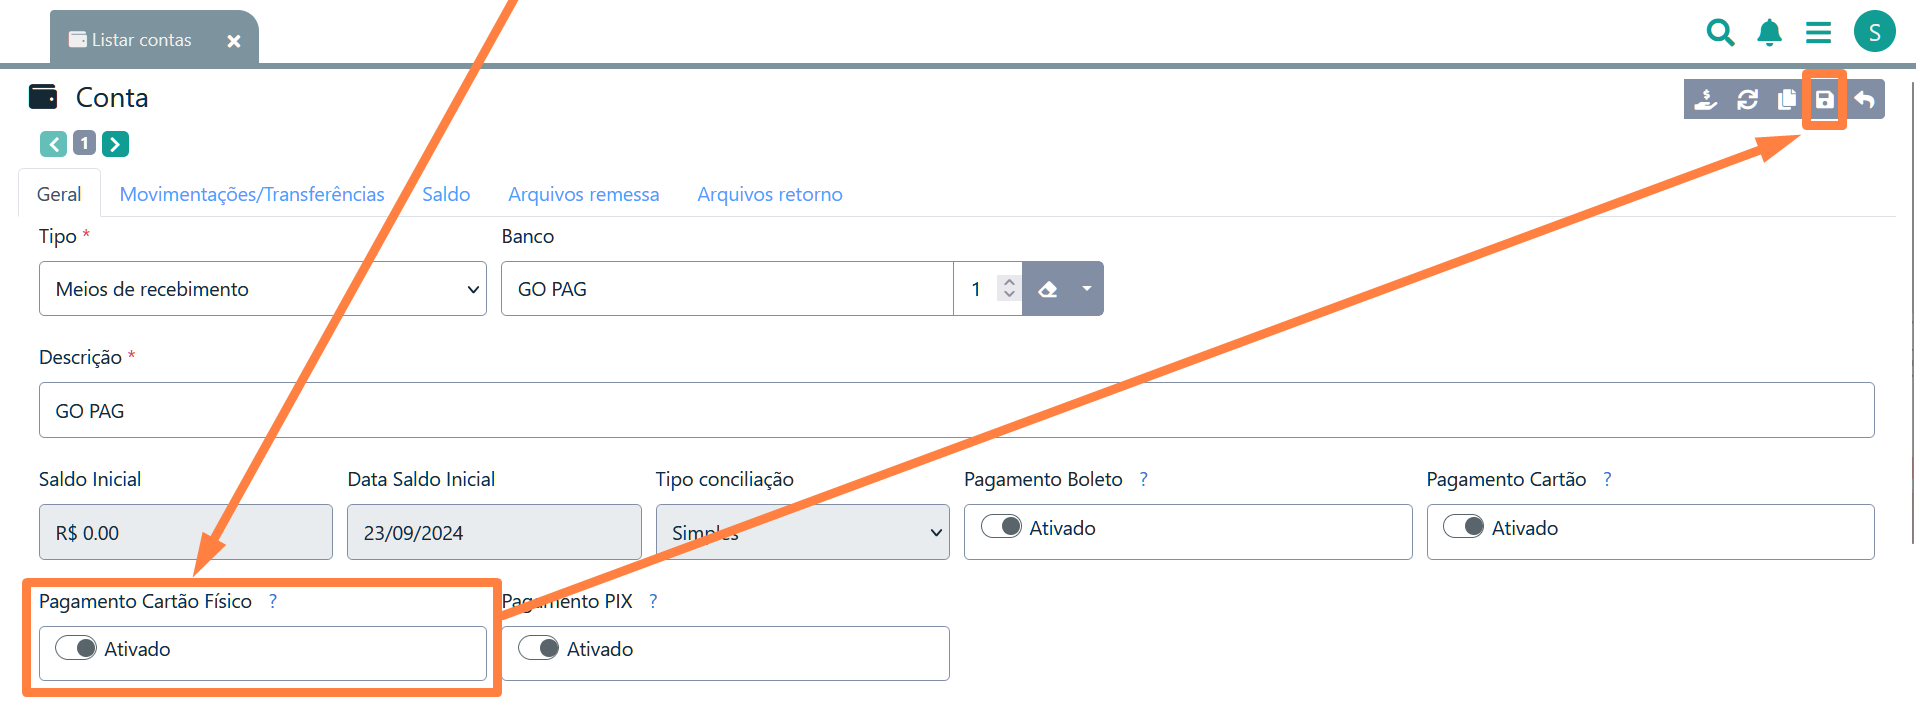 Listar contas
S
Conta
1
Geral Movimentações/Transferências Saldo Arquivos remessa Arquivos retorno
Tipo * Banco
Meios de recebimento GO PAG 1
Descrição *
GO PAG
Saldo Inicial Data Saldo Inicial Tipo conciliação Pagamento Boleto ? Pagamento Cartão ?
R$ 0.00 23/09/2024 Simples Ativado Ativado
Pagamento Cartão Físico ? Pagamento PIX ?
Ativado Ativado